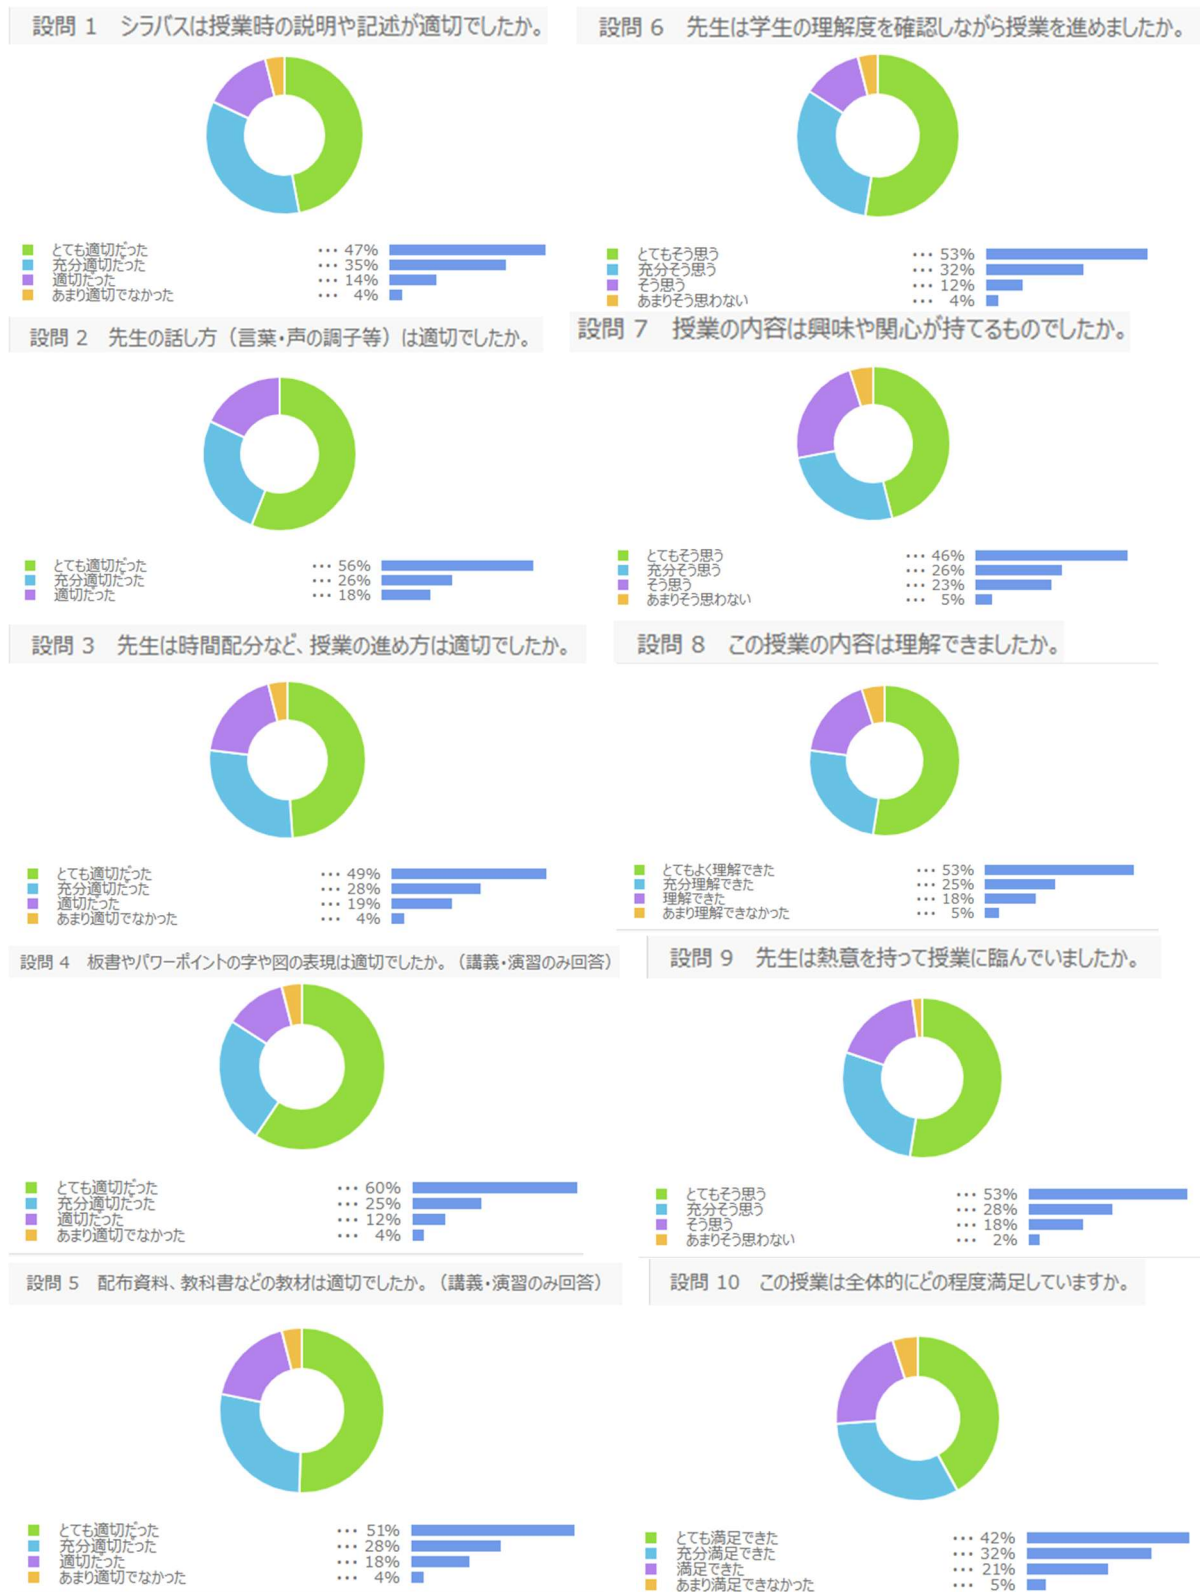 設問 1　シラバスは授業時の説明や記述が適切でしたか。
とても適切だった … 47%
充分適切だった … 35%
適切だった … 14%
あまり適切でなかった … 4%
設問 2　先生の話し方（言葉・声の調子等）は適切でしたか。
とても適切だった … 56%
充分適切だった … 26%
適切だった … 18%
設問 3　先生は時間配分など、授業の進め方は適切でしたか。
とても適切だった … 49%
充分適切だった … 28%
適切だった … 19%
あまり適切でなかった … 4%
設問 4　板書やパワーポイントの字や図の表現は適切でしたか。（講義・演習のみ回答）
とても適切だった … 60%
充分適切だった … 25%
適切だった … 12%
あまり適切でなかった … 4%
設問 5　配布資料、教科書などの教材は適切でしたか。（講義・演習のみ回答）
とても適切だった … 51%
充分適切だった … 28%
適切だった … 18%
あまり適切でなかった … 4%
設問 6　先生は学生の理解度を確認しながら授業を進めましたか。
とてもそう思う … 53%
充分そう思う … 32%
そう思う … 12%
あまりそう思わない … 4%
設問 7　授業の内容は興味や関心が持てるものでしたか。
とてもそう思う … 46%
充分そう思う … 26%
そう思う … 23%
あまりそう思わない … 5%
設問 8　この授業の内容は理解できましたか。
とてもよく理解できた … 53%
充分理解できた … 25%
理解できた … 18%
あまり理解できなかった … 5%
設問 9　先生は熱意を持って授業に臨んでいましたか。
とてもそう思う … 53%
充分そう思う … 28%
そう思う … 18%
あまりそう思わない … 2%
設問 10　この授業は全体的にどの程度満足していますか。
とても満足できた … 42%
充分満足できた … 32%
満足できた … 21%
あまり満足できなかった … 5%